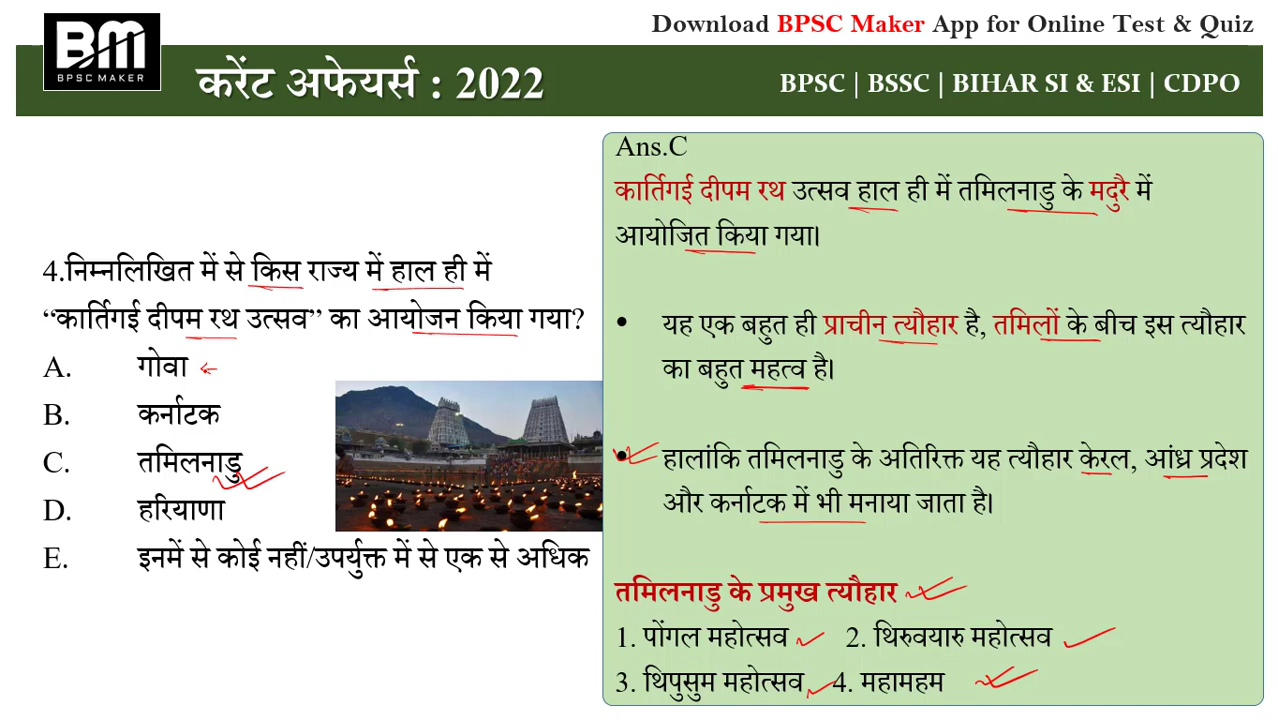 Download BPSC Maker App for Online Test & Quiz
BM
BPSC MAKER
करेंट अफेयर्स : 2022
BPSC | BSSC | BIHAR SI & ESI | CDPO
4.निम्नलिखित में से किस राज्य में हाल ही में
“कार्तिगई दीपम रथ उत्सव” का आयोजन किया गया?
A. गोवा
B. कर्नाटक
C. तमिलनाडु
D. हरियाणा
E. इनमें से कोई नहीं/उपर्युक्त में से एक से अधिक
Ans.C
कार्तिगई दीपम रथ उत्सव हाल ही में तमिलनाडु के मदुरै में
आयोजित किया गया।
• यह एक बहुत ही प्राचीन त्यौहार है, तमिलों के बीच इस त्यौहार
का बहुत महत्व है।
• हालांकि तमिलनाडु के अतिरिक्त यह त्यौहार केरल, आंध्र प्रदेश
और कर्नाटक में भी मनाया जाता है।
तमिलनाडु के प्रमुख त्यौहार
1. पोंगल महोत्सव 2. थिरुवयारु महोत्सव
3. थिपुसुम महोत्सव 4. महामहम